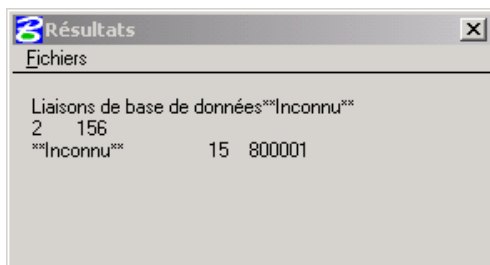 Résultats
Fichiers
Liaisons de base de données**Inconnu**
2 156
**Inconnu** 15 800001